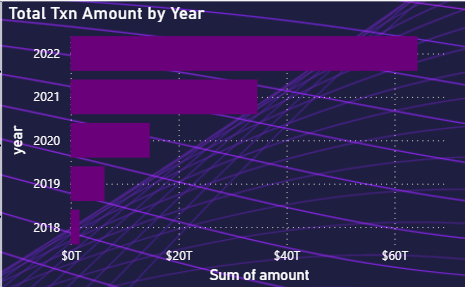 Total Txn Amount by Year
2022
2021
2020
2019
2018
year
$0T $20T $40T $60T
Sum of amount